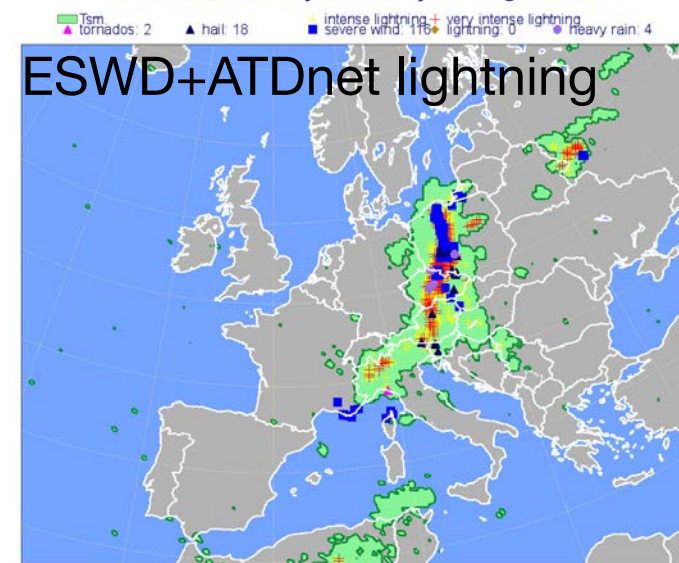 Tsm. intense lightning very intense lightning
tornados: 2 hail: 18 severe wind: 116 lightning: 0 heavy rain: 4
ESWD+ATDnet lightning